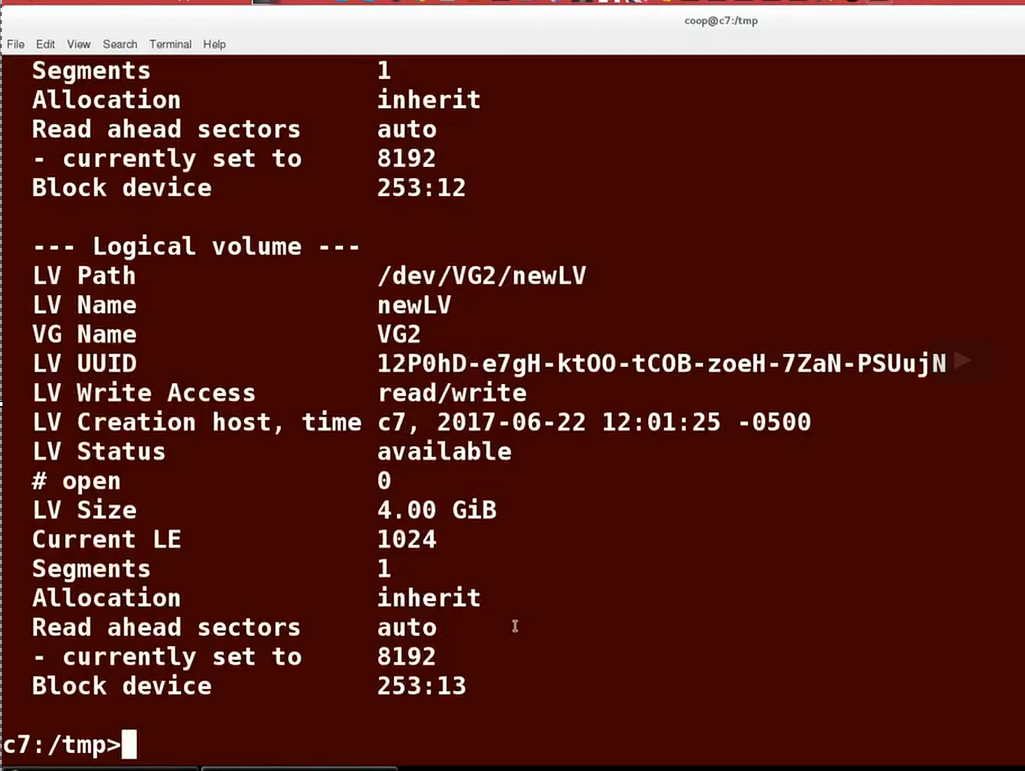 coop@c7:/tmp
File Edit View Search Terminal Help
Segments 1
Allocation inherit
Read ahead sectors auto
- currently set to 8192
Block device 253:12
--- Logical volume ---
LV Path /dev/VG2/newLV
LV Name newLV
VG Name VG2
LV UUID 12P0hD-e7gH-ktOO-tCOB-zoeH-7ZaN-PSUujN
LV Write Access read/write
LV Creation host, time c7, 2017-06-22 12:01:25 -0500
LV Status available
# open 0
LV Size 4.00 GiB
Current LE 1024
Segments 1
Allocation inherit
Read ahead sectors auto
- currently set to 8192
Block device 253:13
c7:/tmp>